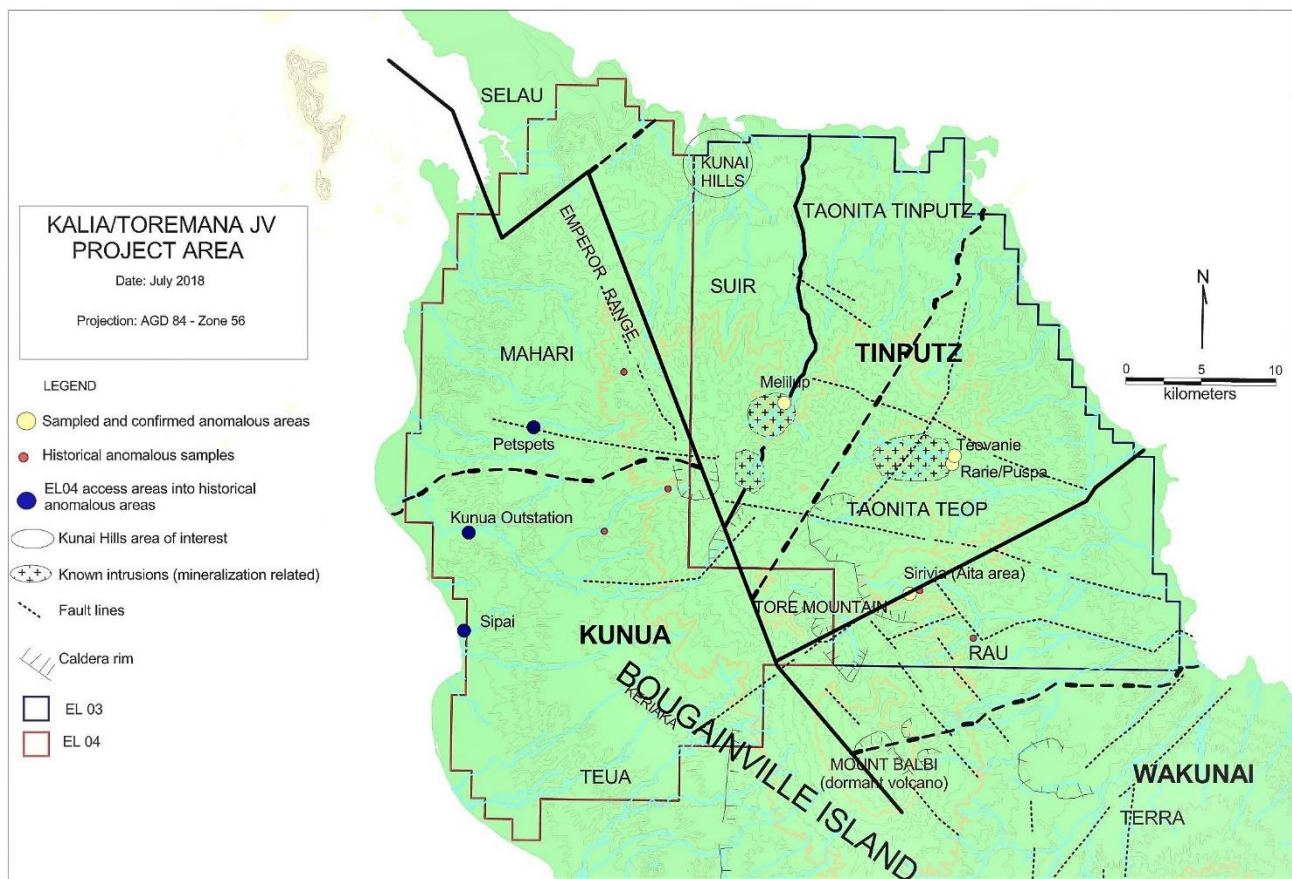 KALIA/TOREMANA JV
PROJECT AREA
Date: July 2018
Projection: AGD 84 - Zone 56
LEGEND
Sampled and confirmed anomalous areas
Historical anomalous samples
EL04 access areas into historical
anomalous areas
Kunai Hills area of interest
Known intrusions (mineralization related)
Fault lines
Caldera rim
EL 03
EL 04
SELAU
KUNAI
HILLS
TAONITA TINPUTZ
EMPEROR RANGE
SUIR
MAHARI
TINPUTZ
Melilup
Petspets
Teovanie
Rarie/Puspa
TAONITA TEOP
Kunua Outstation
Sirivia (Aita area)
TORE MOUNTAIN
Sipai
KUNUA
RAU
BOUGAINVILLE ISLAND
KERIAKA
TEUA
MOUNT BALBI
(dormant volcano)
WAKUNAI
TERRA
N
0 5 10
kilometers